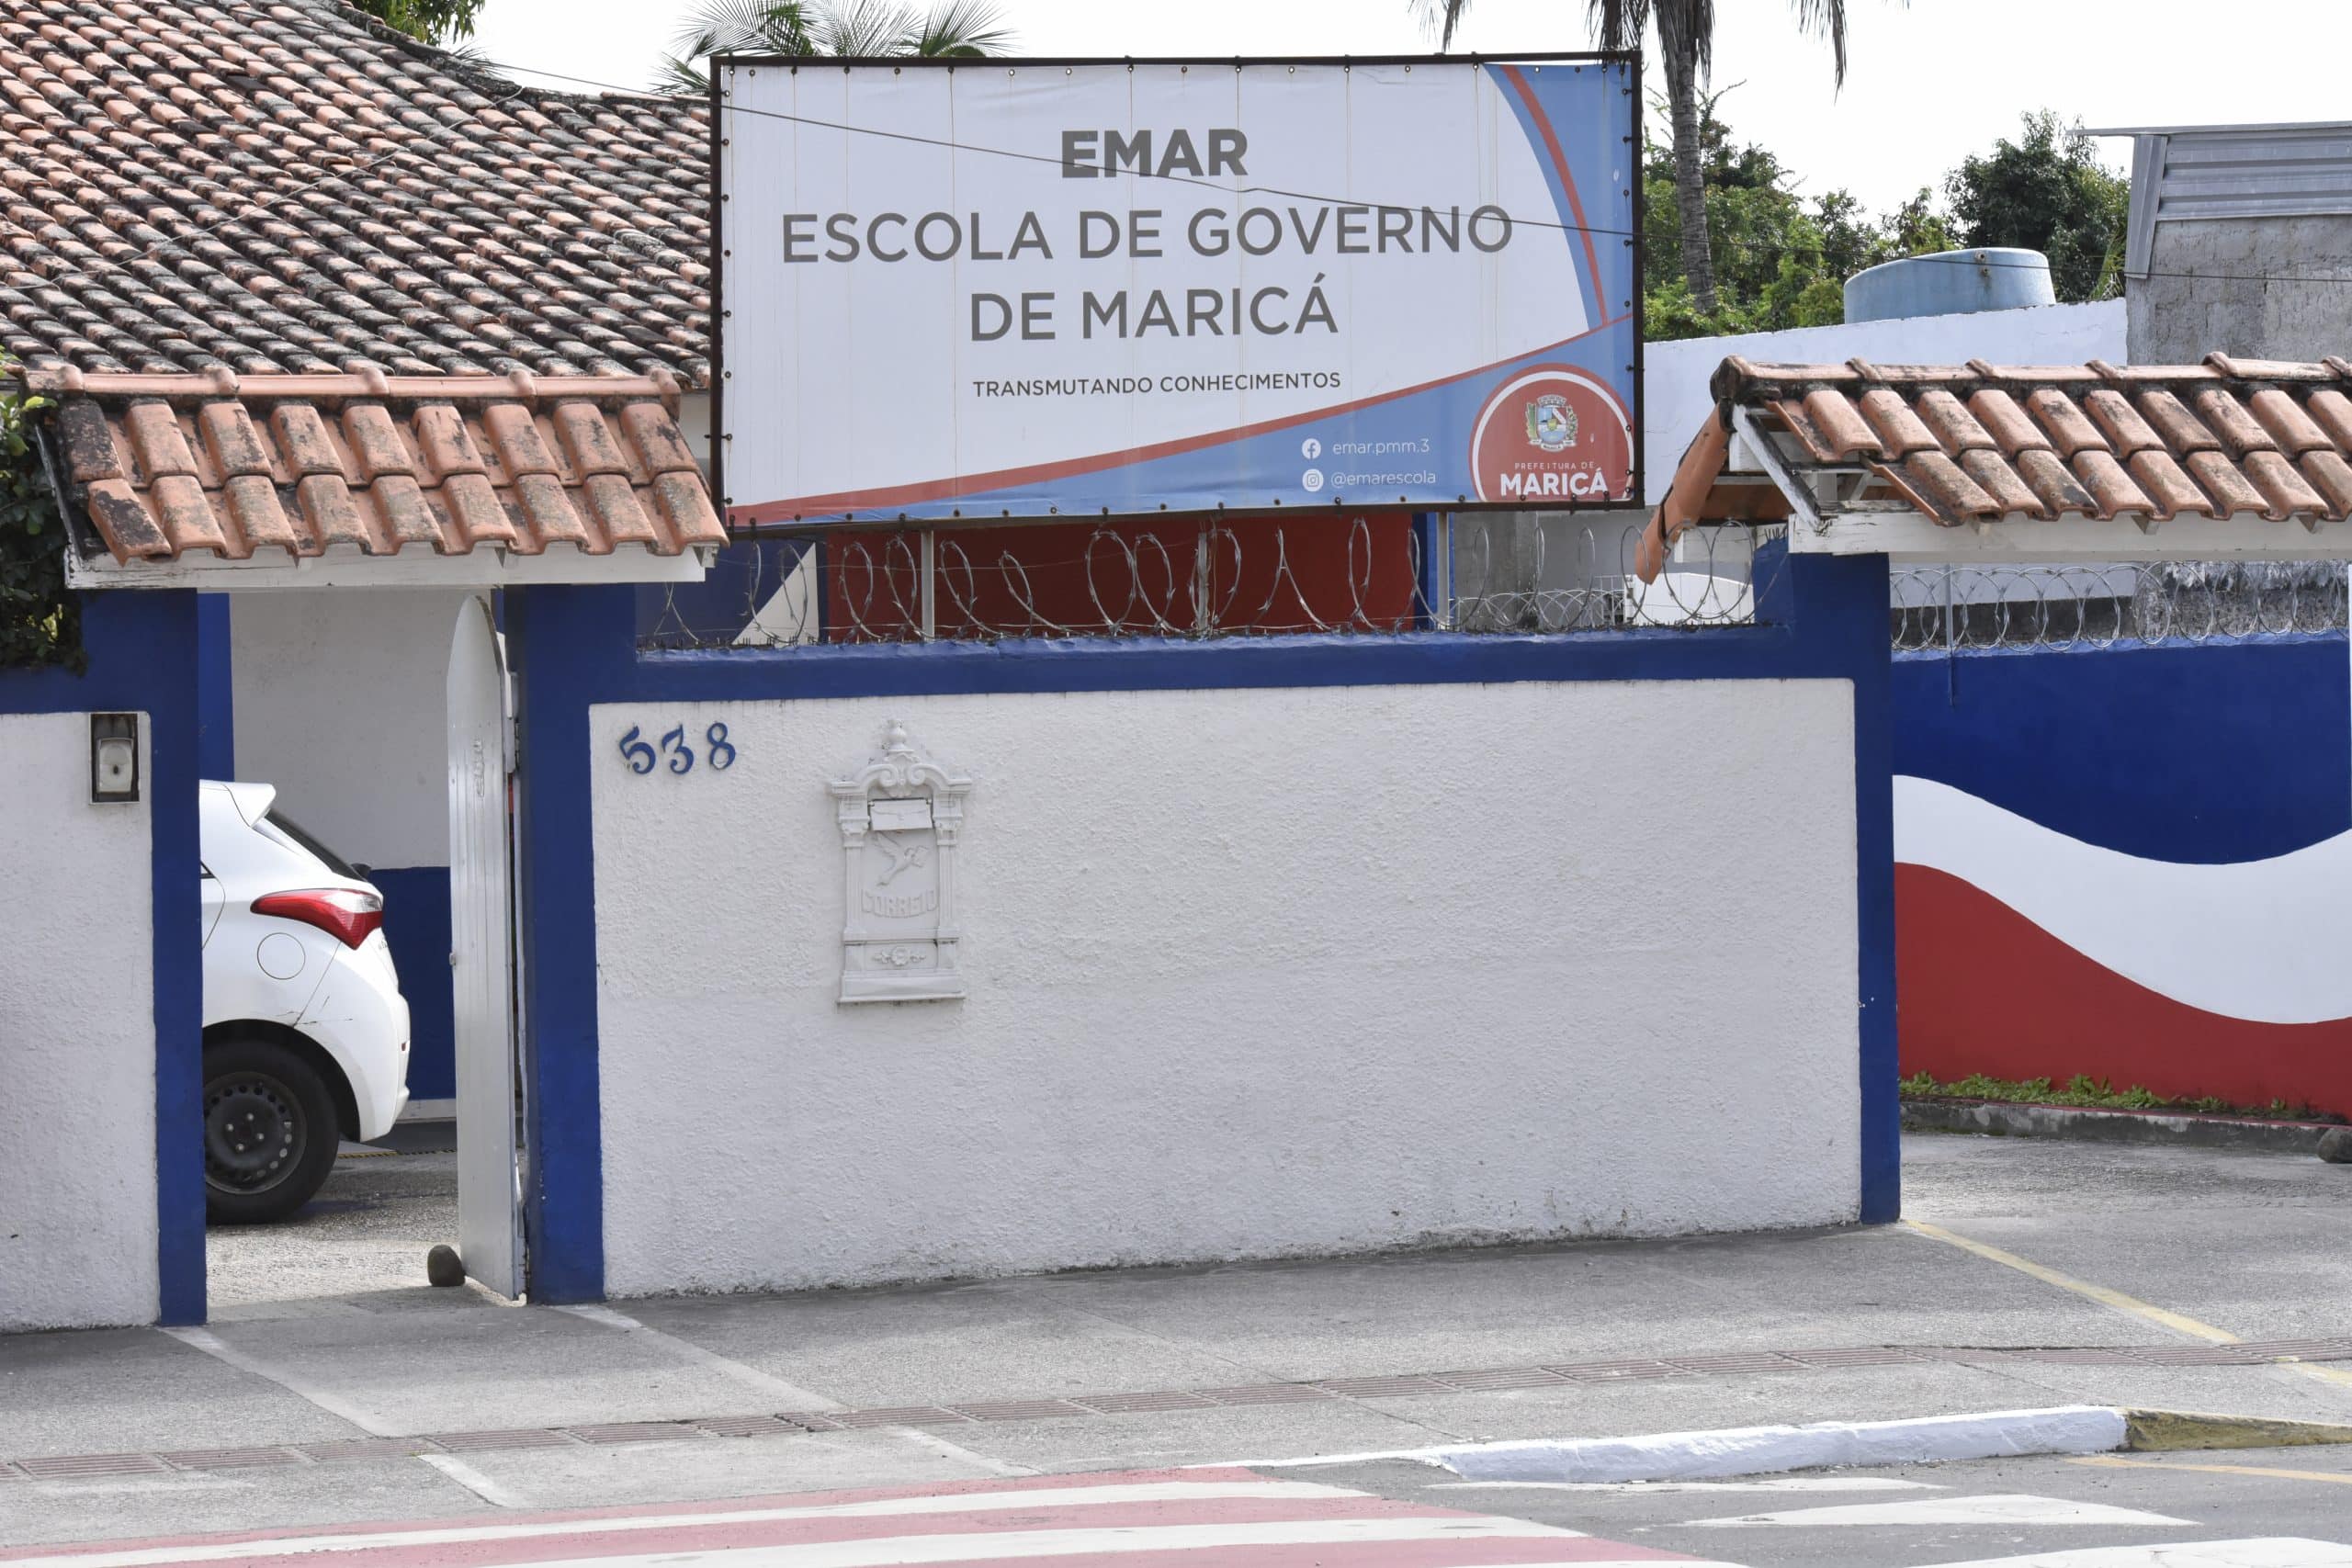 EMAR
ESCOLA DE GOVERNO
DE MARICÁ
TRANSMUTANDO CONHECIMENTOS
emar.pmm.3
@emarescola
PREFEITURA DE
MARICÁ
538
CORREIO